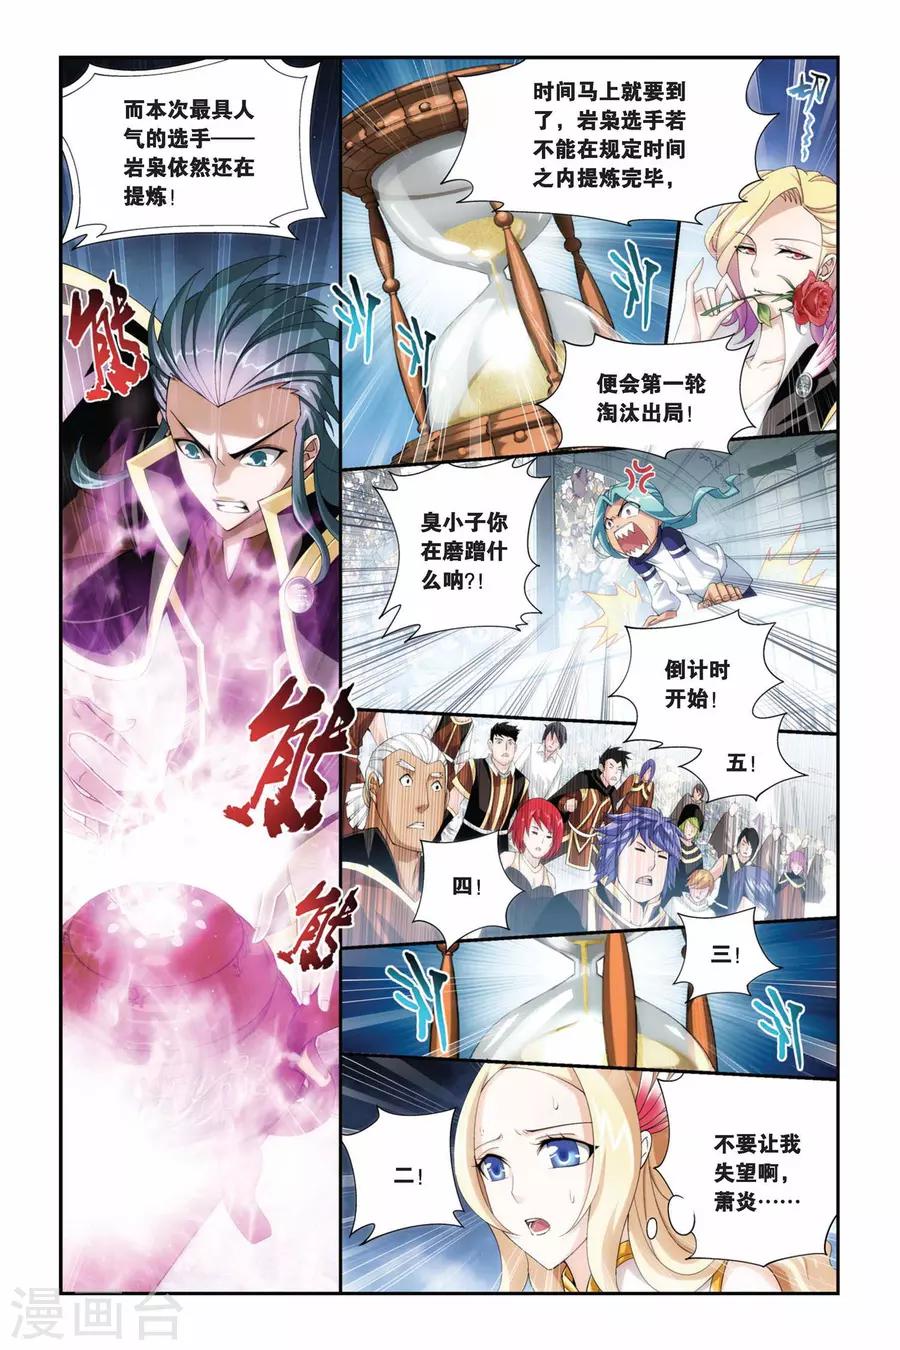 而本次最具人
气的选手——
岩枭依然还在
提炼！
时间马上就要到
了，岩枭选手若
不能在规定时间
之内提炼完毕，
切
便会第一轮
淘汰出局！
臭小子你
在磨蹭什
么呐？！
倒计时
开始！
五！
四！
三！
二！
不要让我
失望啊，
萧炎……
漫画台